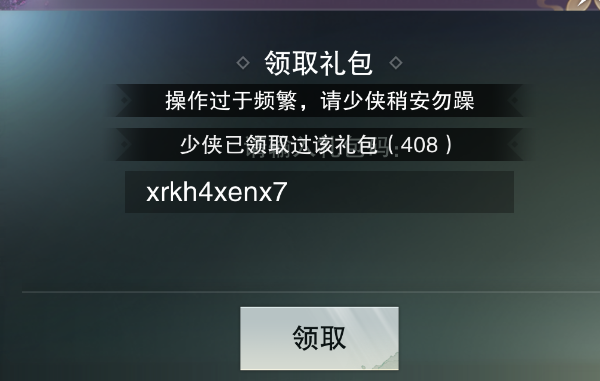 领取礼包
操作过于频繁，请少侠稍安勿躁
少侠已领取过该礼包（408）
xrkh4xenx7
领取